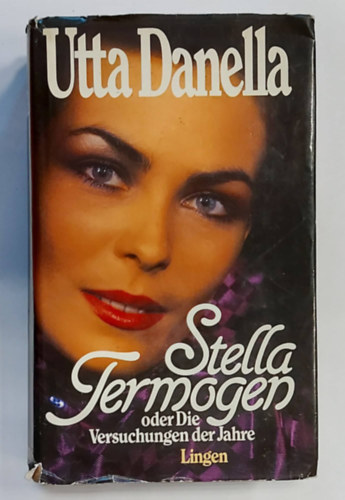 Utta Danella
Stella
Termogen
oder Die
Versuchungen der Jahre
Lingen